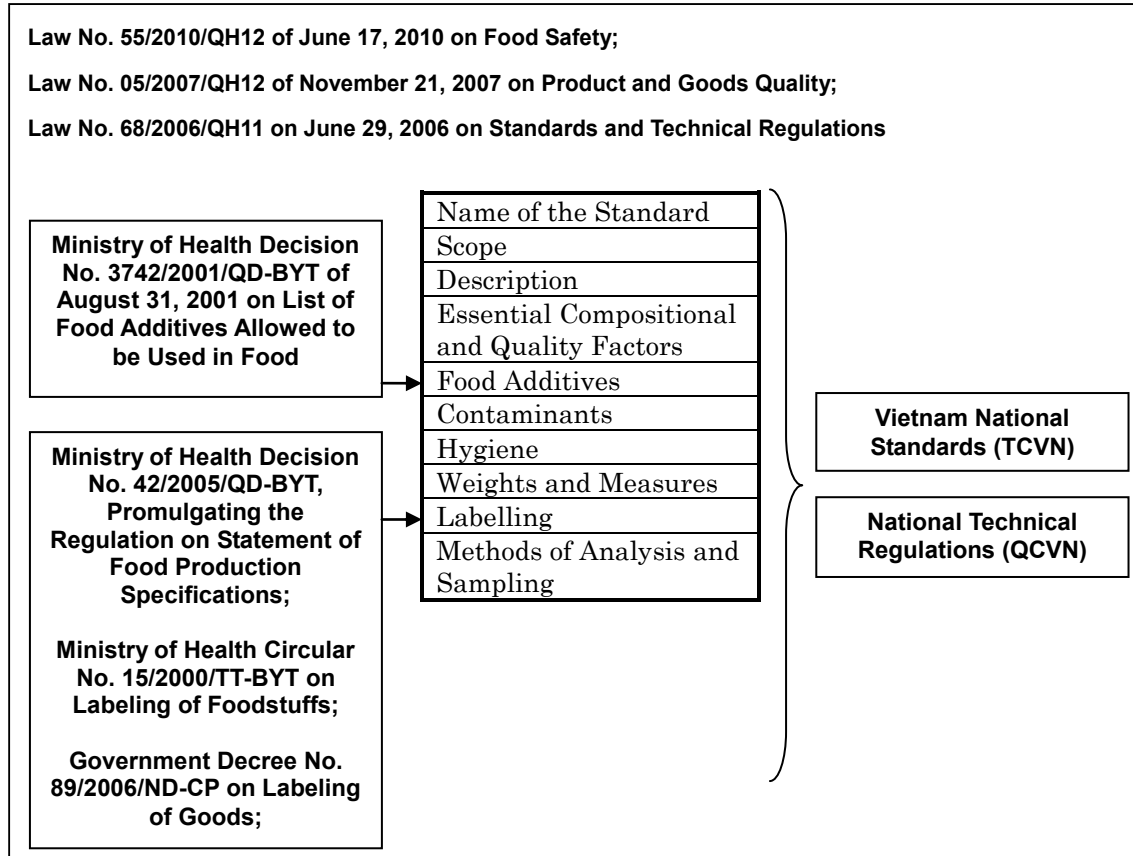 Law No. 55/2010/QH12 of June 17, 2010 on Food Safety;
Law No. 05/2007/QH12 of November 21, 2007 on Product and Goods Quality;
Law No. 68/2006/QH11 on June 29, 2006 on Standards and Technical Regulations
Ministry of Health Decision
No. 3742/2001/QD-BYT of
August 31, 2001 on List of
Food Additives Allowed to
be Used in Food
Ministry of Health Decision
No. 42/2005/QD-BYT,
Promulgating the
Regulation on Statement of
Food Production
Specifications;
Ministry of Health Circular
No. 15/2000/TT-BYT on
Labeling of Foodstuffs;
Government Decree No.
89/2006/ND-CP on Labeling
of Goods;
Name of the Standard
Scope
Description
Essential Compositional
and Quality Factors
Food Additives
Contaminants
Hygiene
Weights and Measures
Labelling
Methods of Analysis and
Sampling
Vietnam National
Standards (TCVN)
National Technical
Regulations (QCVN)